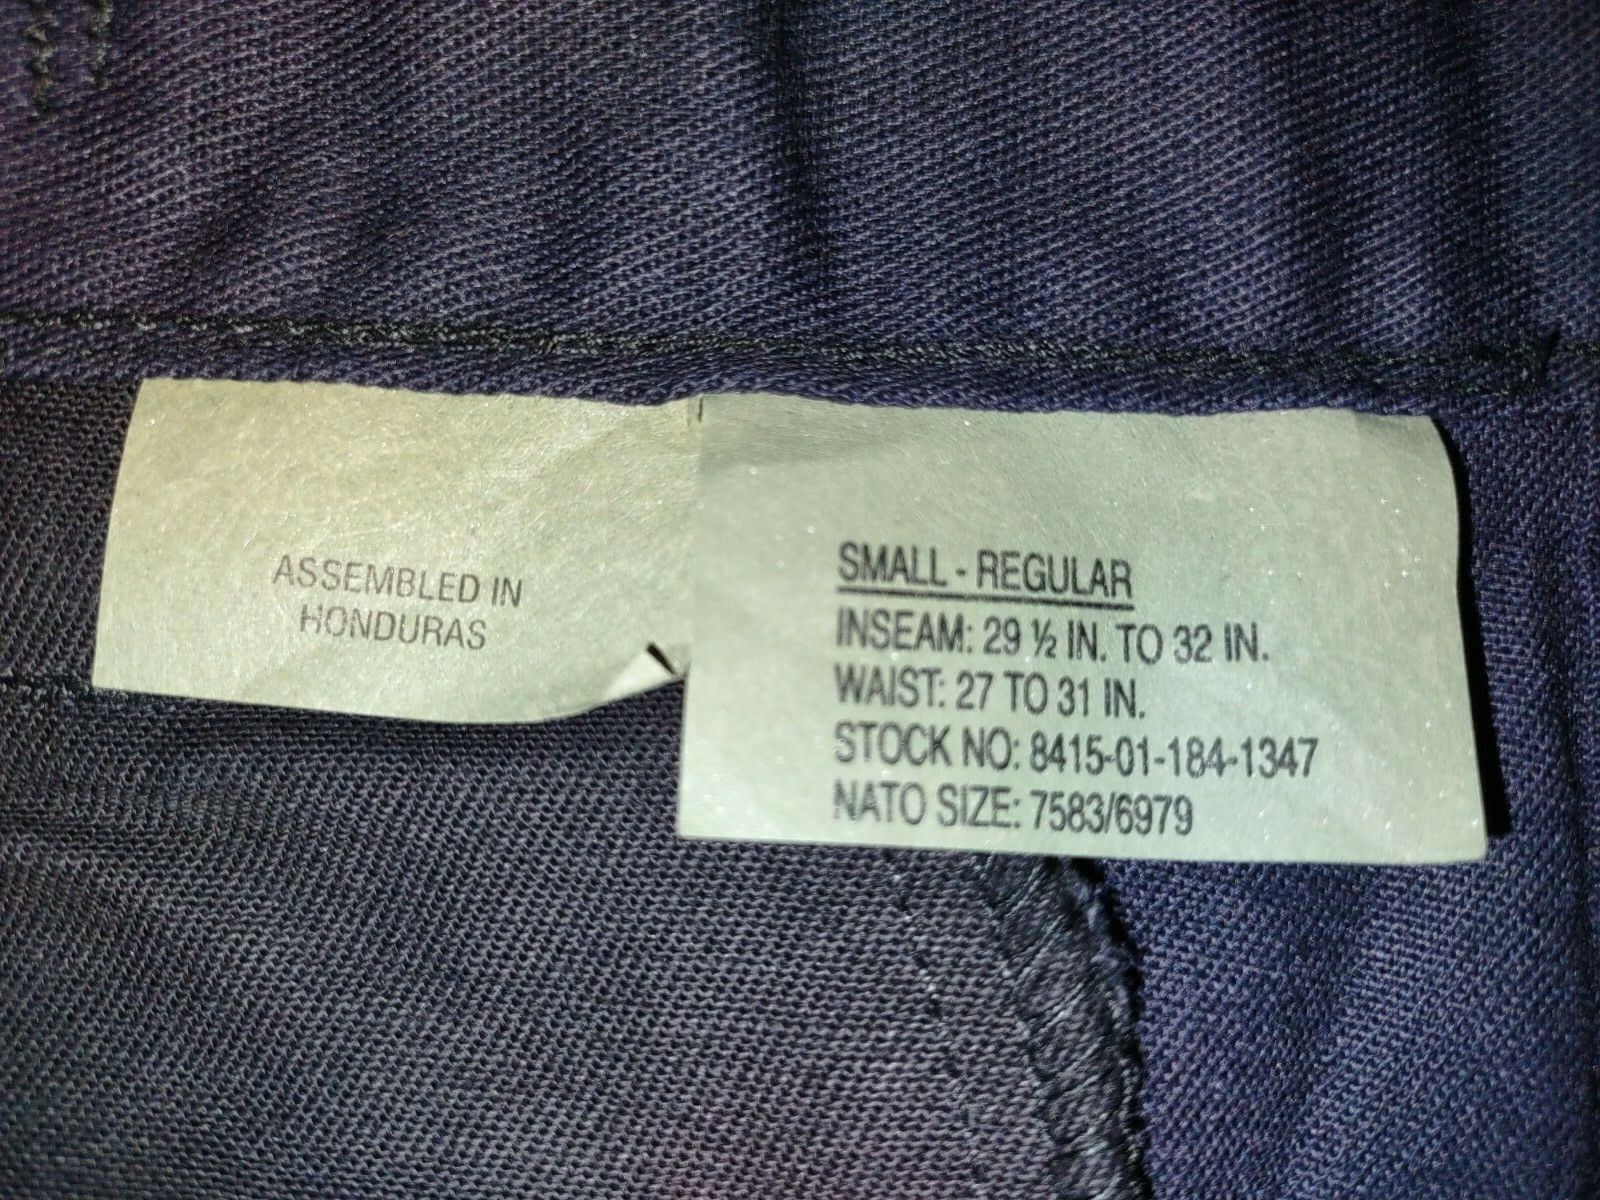 ASSEMBLED IN
HONDURAS
SMALL - REGULAR
INSEAM: 29 ½ IN. TO 32 IN.
WAIST: 27 TO 31 IN.
STOCK NO: 8415-01-184-1347
NATO SIZE: 7583/6979